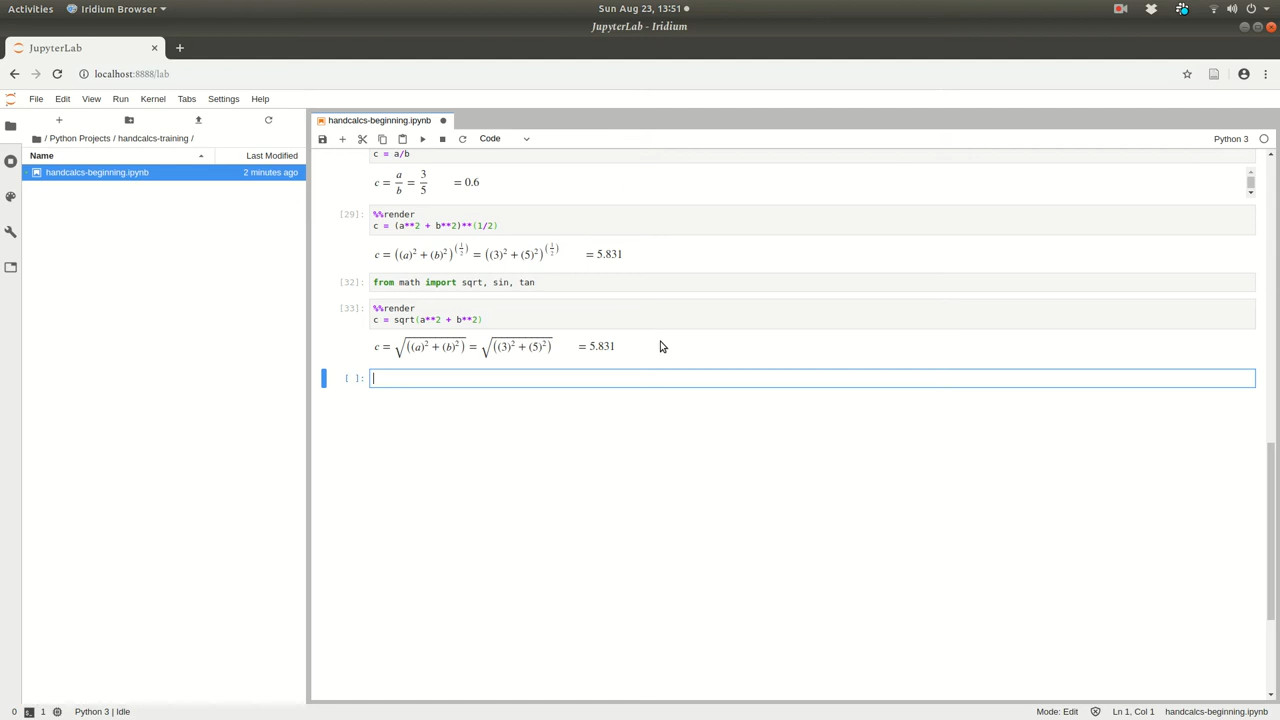 Activities
Iridium Browser
Sun Aug 23, 13:51
JupyterLab - Iridium
JupyterLab
localhost:8888/lab
File Edit View Run Kernel Tabs Settings Help
/ Python Projects / handcalcs-training /
Name Last Modified
handcalcs-beginning.ipynb 2 minutes ago
handcalcs-beginning.ipynb
Code
Python 3
c = a/b
c = a/b = 3/5 = 0.6
[29]: %%render
c = (a**2 + b**2)**(1/2)
c = ((a)² + (b)²)^(1/2) = ((3)² + (5)²)^(1/2) = 5.831
[32]: from math import sqrt, sin, tan
[33]: %%render
c = sqrt(a**2 + b**2)
c = √((a)² + (b)²) = √((3)² + (5)²) = 5.831
[ ]:
0 1 Python 3 | Idle
Mode: Edit Ln 1, Col 1 handcalcs-beginning.ipynb